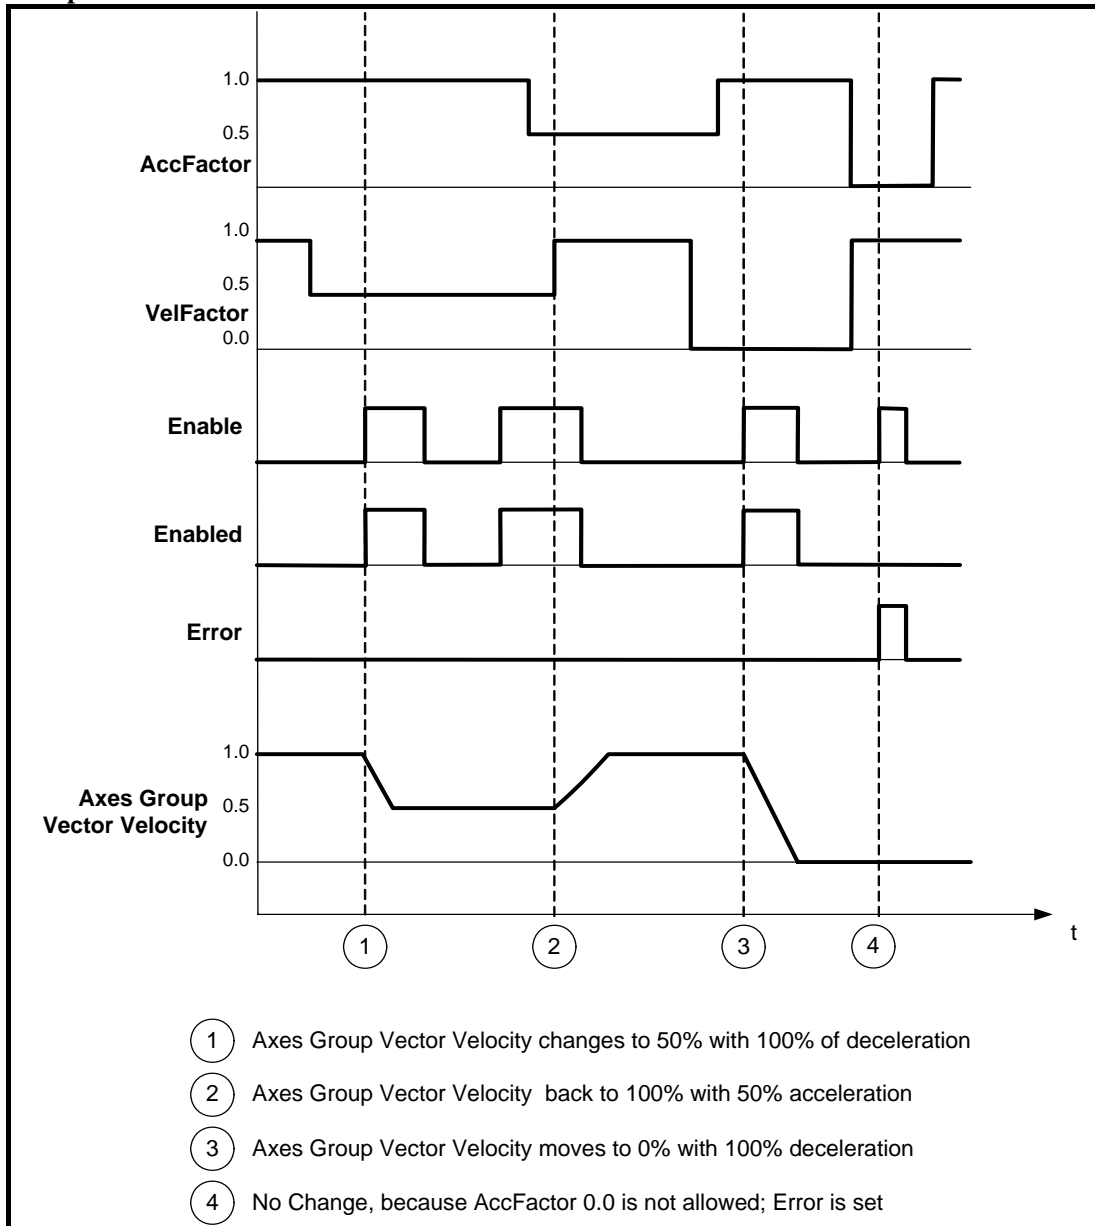 1.0
0.5
AccFactor
1.0
0.5
VelFactor
0.0
Enable
Enabled
Error
1.0
Axes Group
0.5
Vector Velocity
0.0
t
1 2 3 4
1 Axes Group Vector Velocity changes to 50% with 100% of deceleration
2 Axes Group Vector Velocity back to 100% with 50% acceleration
3 Axes Group Vector Velocity moves to 0% with 100% deceleration
4 No Change, because AccFactor 0.0 is not allowed; Error is set